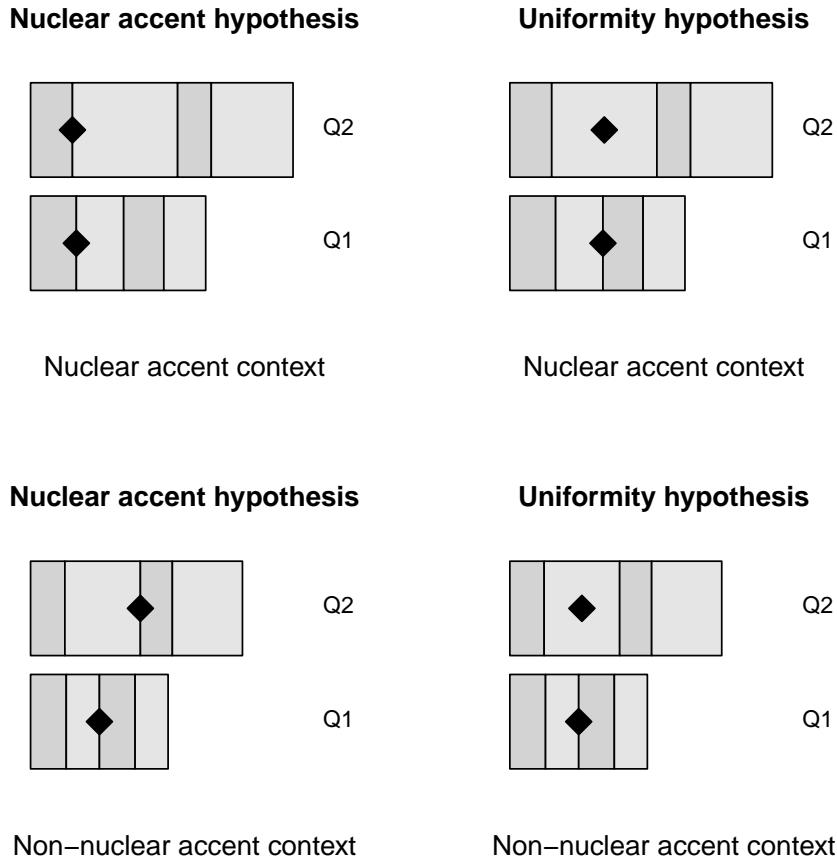 Nuclear accent hypothesis
Uniformity hypothesis
Q2
Q2
Q1
Q1
Nuclear accent context
Nuclear accent context
Nuclear accent hypothesis
Uniformity hypothesis
Q2
Q2
Q1
Q1
Non−nuclear accent context
Non−nuclear accent context